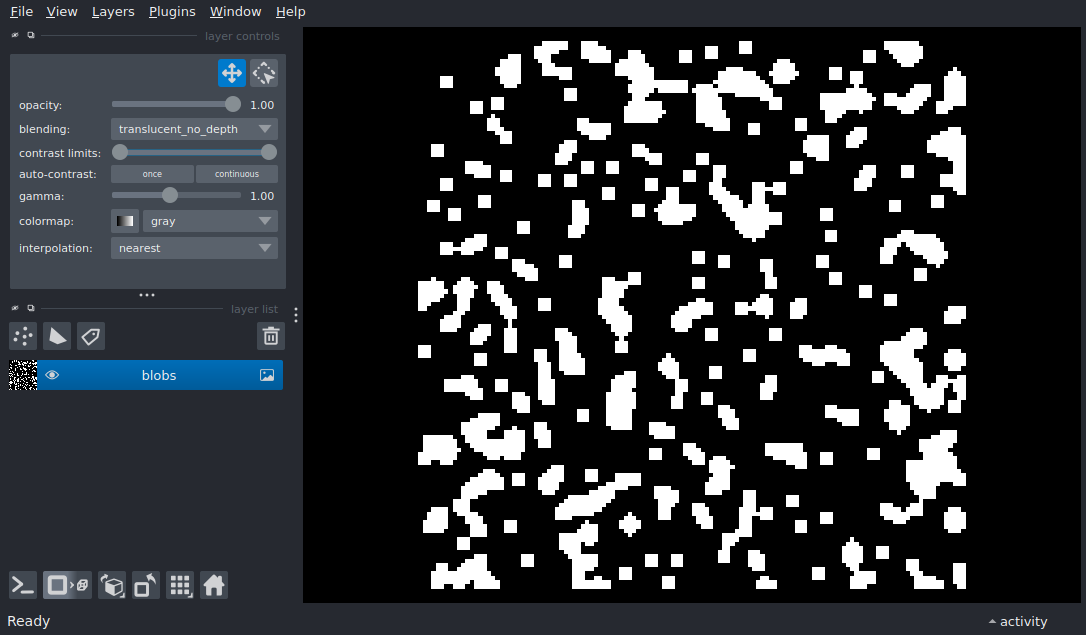 File View Layers Plugins Window Help
layer controls
opacity: 1.00
blending: translucent_no_depth
contrast limits:
auto-contrast: once continuous
gamma: 1.00
colormap: gray
interpolation: nearest
layer list
blobs
Ready activity